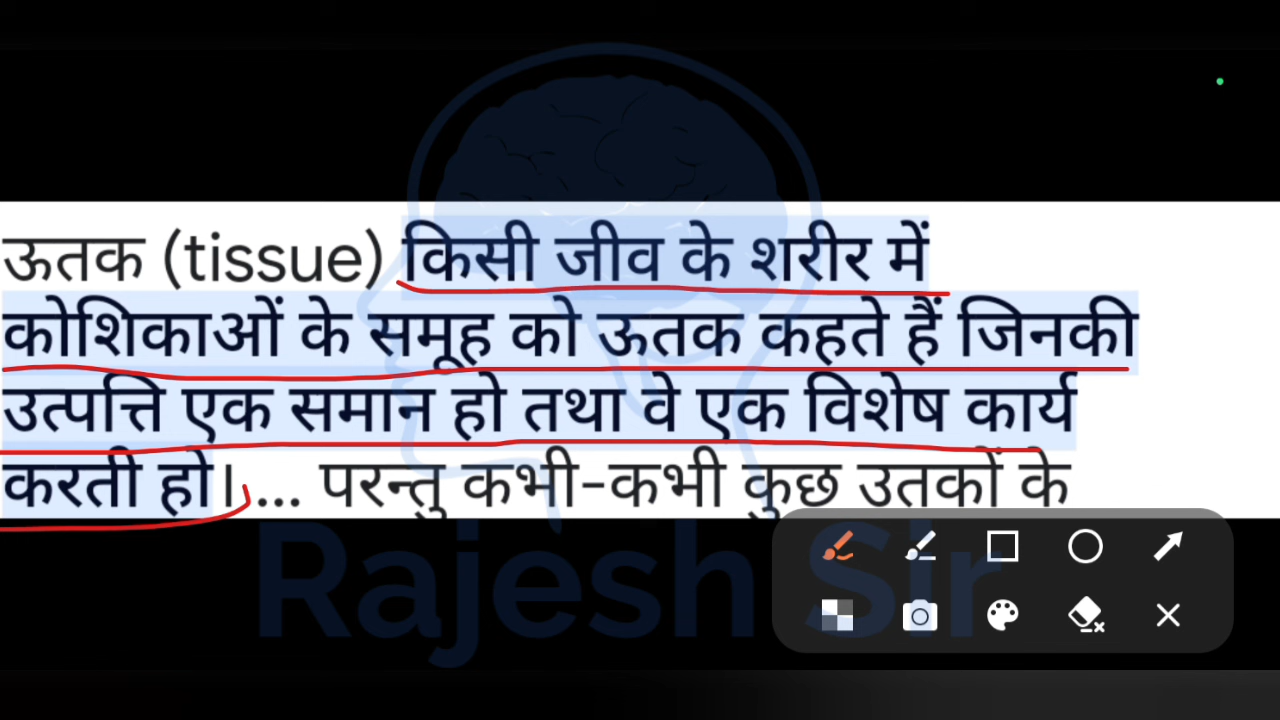 ऊतक (tissue) किसी जीव के शरीर में
कोशिकाओं के समूह को ऊतक कहते हैं जिनकी
उत्पत्ति एक समान हो तथा वे एक विशेष कार्य
करती हो। ... परन्तु कभी-कभी कुछ उतकों के
Rajesh Sir